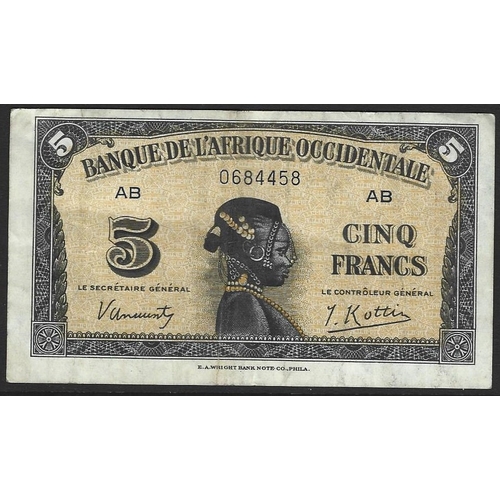 5 5
BANQUE DE L'AFRIQUE OCCIDENTALE
AB 0684458 AB
5 CINQ
FRANCS
LE SECRÉTAIRE GÉNÉRAL LE CONTRÔLEUR GÉNÉRAL
E.A.WRIGHT BANK NOTE CO., PHILA.